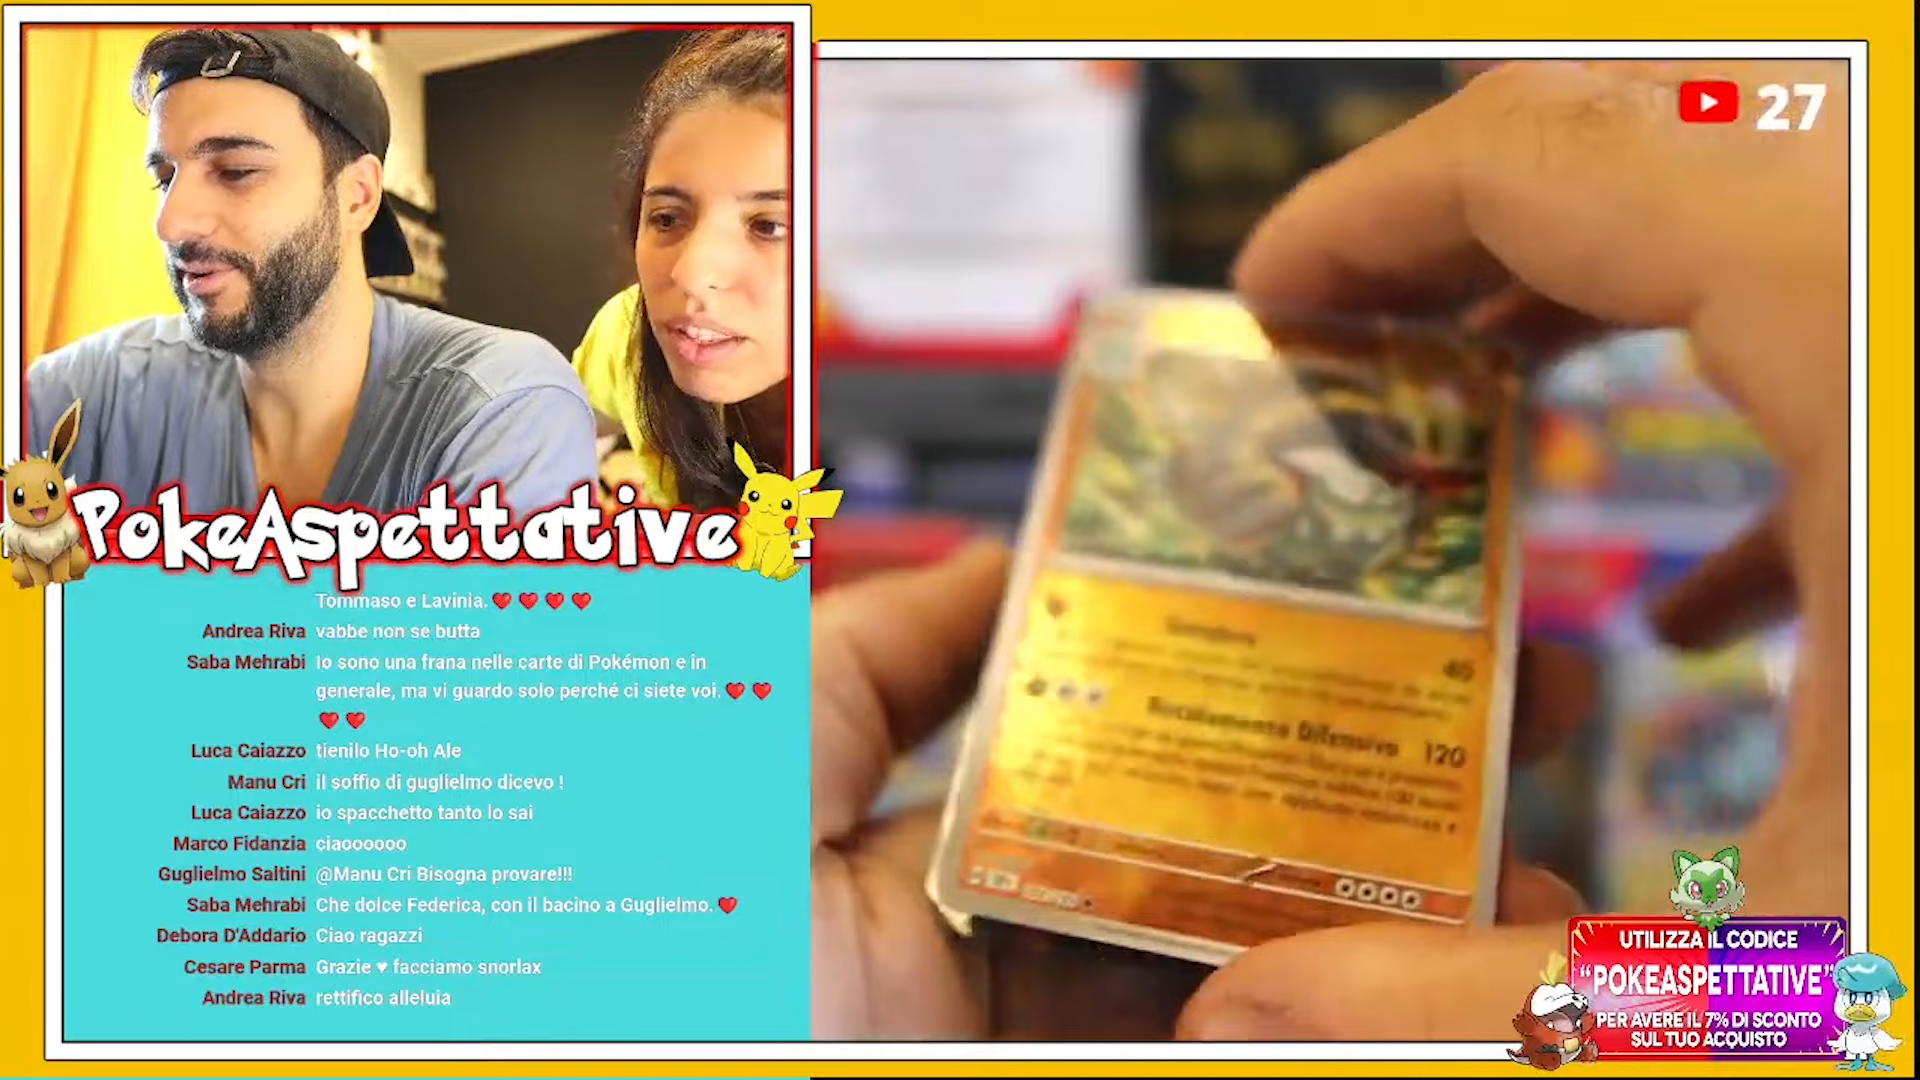 27
PokeAspettative
Tommaso e Lavinia. ❤️ ❤️ ❤️ ❤️
Andrea Riva vabbe non se butta
Saba Mehrabi Io sono una frana nelle carte di Pokémon e in
generale, ma vi guardo solo perché ci siete voi. ❤️ ❤️
❤️ ❤️
Luca Caiazzo tienilo Ho-oh Ale
Manu Cri il soffio di guglielmo dicevo !
Luca Caiazzo io spacchetto tanto lo sai
Marco Fidanzia ciaoooooo
Guglielmo Saltini @Manu Cri Bisogna provare!!!
Saba Mehrabi Che dolce Federica, con il bacino a Guglielmo. ❤️
Debora D'Addario Ciao ragazzi
Cesare Parma Grazie ♥ facciamo snorlax
Andrea Riva rettifico alleluia
40
Difensivo 120
UTILIZZA IL CODICE
“POKEASPETTATIVE”
PER AVERE IL 7% DI SCONTO
SUL TUO ACQUISTO